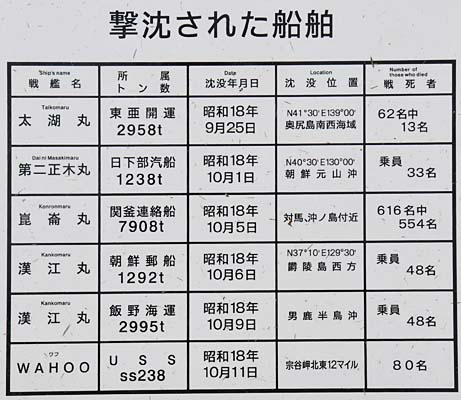 撃沈された船舶
Ship's name
戦艦名
所属
トン数
Date
沈没年月日
Location
沈没位置
Number of
those who died
戦死者
Taikomaru
太湖丸
東亜開運
2958t
昭和18年
9月25日
N41°30′E139°00′
奥尻島南西海域
62名中
13名
Dai ni Masakimaru
第二正木丸
日下部汽船
1238t
昭和18年
10月1日
N40°30′E130°00′
朝鮮元山沖
乗員
33名
Konronmaru
崑崙丸
関釜連絡船
7908t
昭和18年
10月5日
対馬、沖ノ島付近
616名中
554名
Kankomaru
漢江丸
朝鮮郵船
1292t
昭和18年
10月6日
N37°10′E129°30′
欝陵島西方
乗員
48名
Kankomaru
漢江丸
飯野海運
2995t
昭和18年
10月9日
男鹿半島沖
乗員
48名
ワフ
WAHOO
USS
ss238
昭和18年
10月11日
宗谷岬北東12マイル
80名